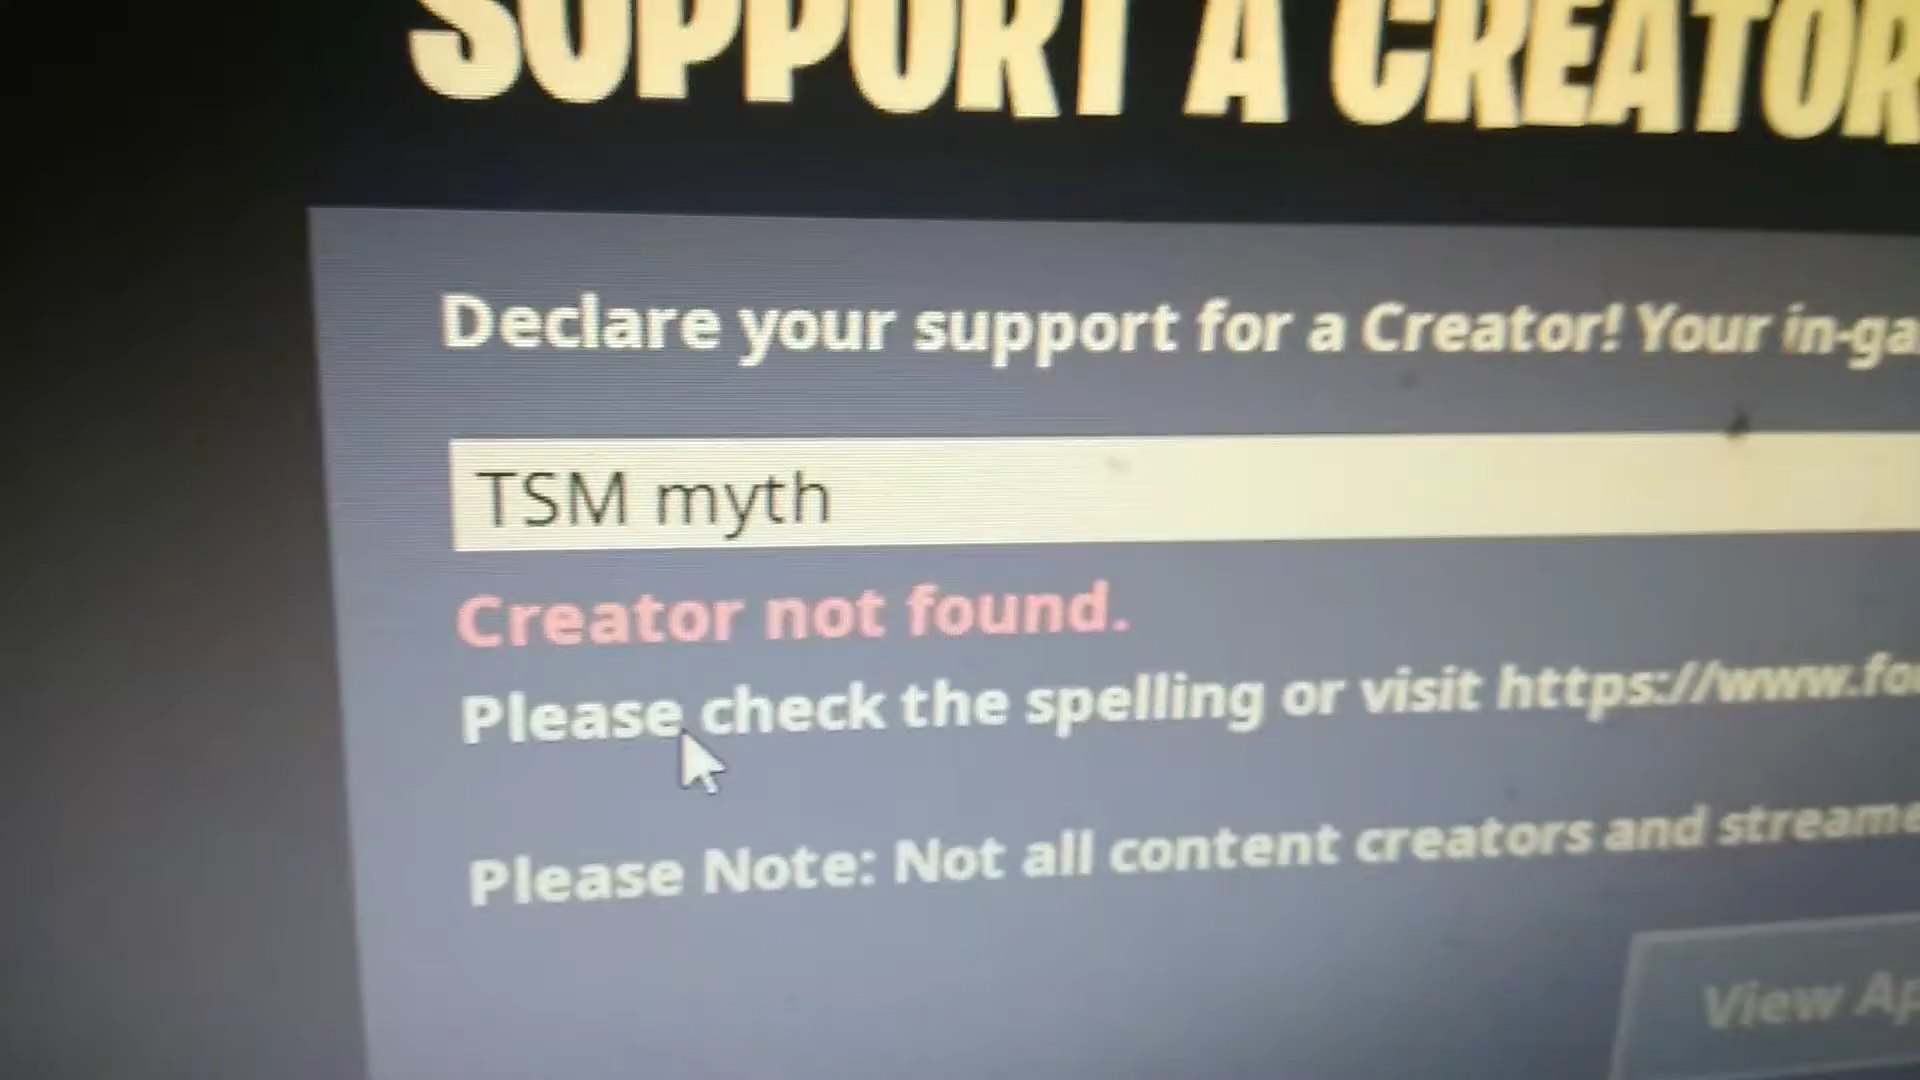 SUPPORT A CREATOR
Declare your support for a Creator! Your in-ga
TSM myth
Creator not found.
Please check the spelling or visit https://www.fo
Please Note: Not all content creators and streame
View Ap